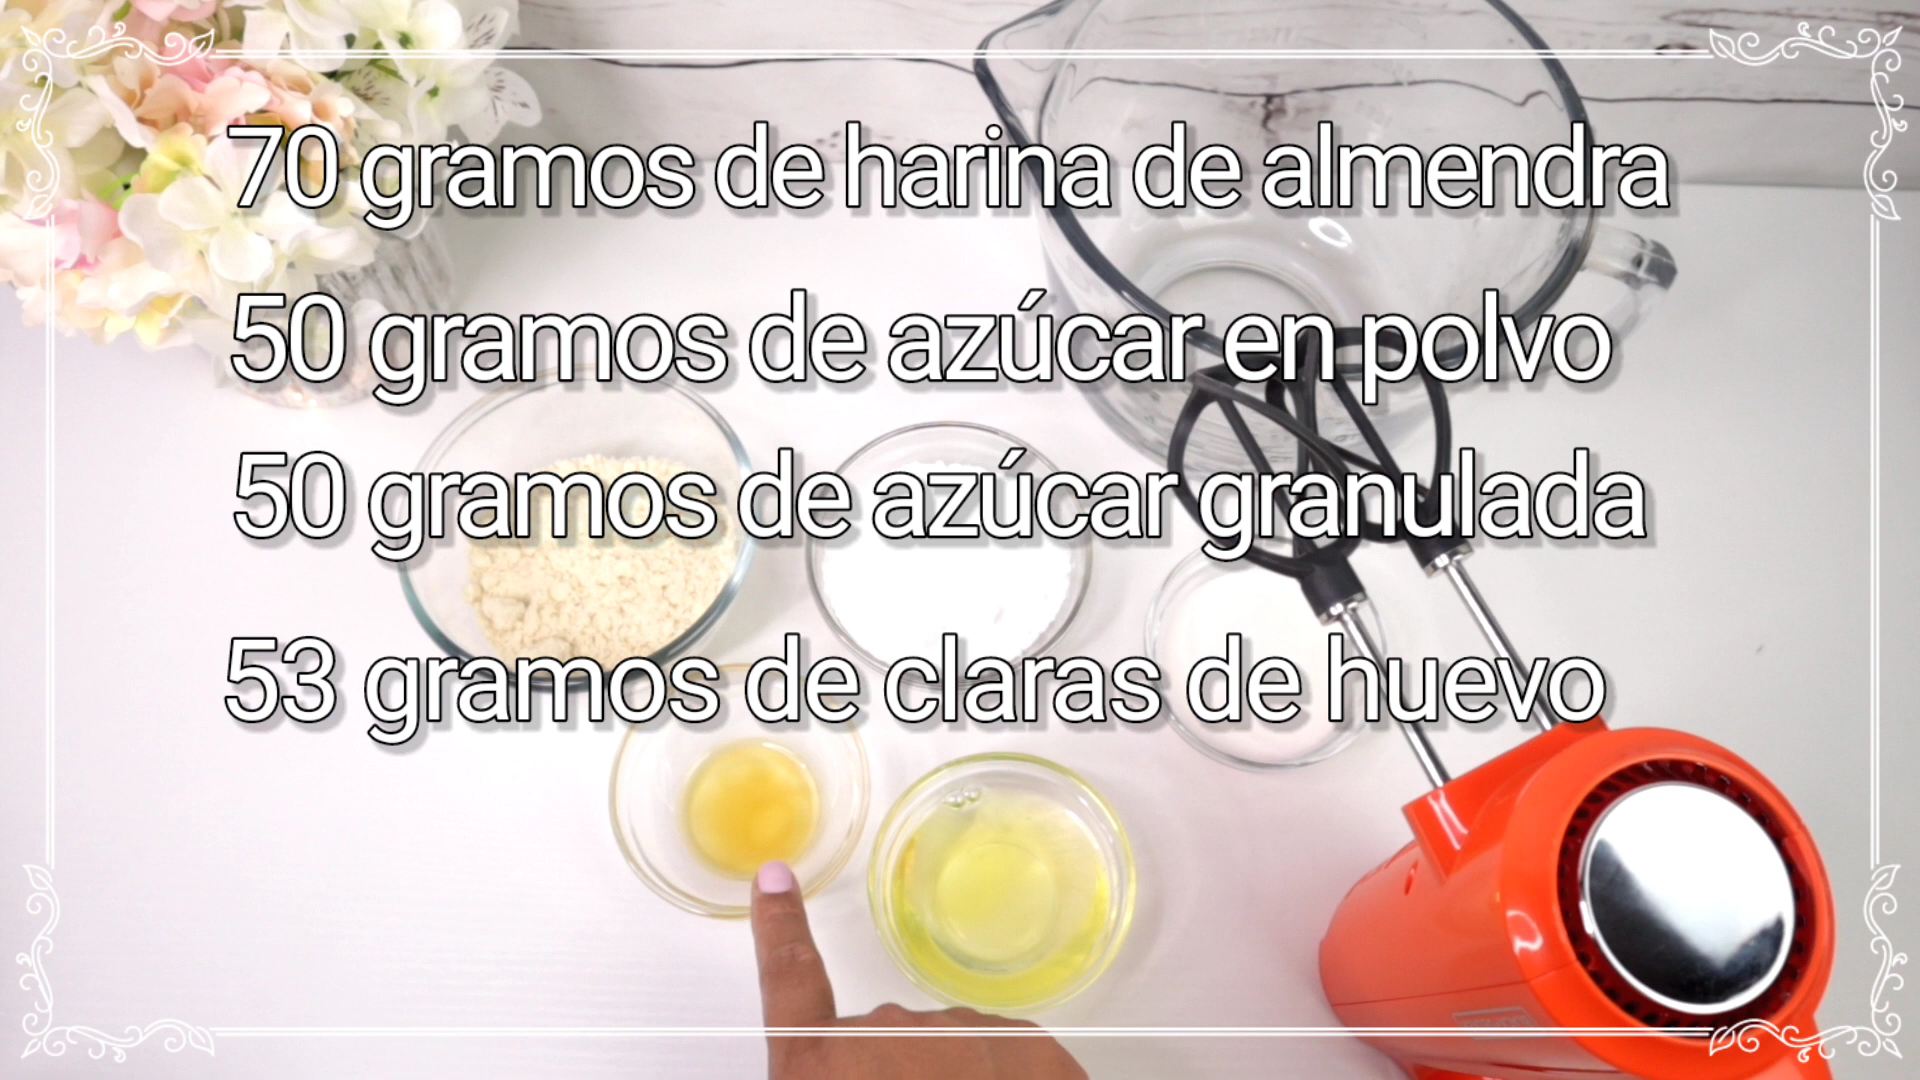 70 gramos de harina de almendra
50 gramos de azúcar en polvo
50 gramos de azúcar granulada
53 gramos de claras de huevo